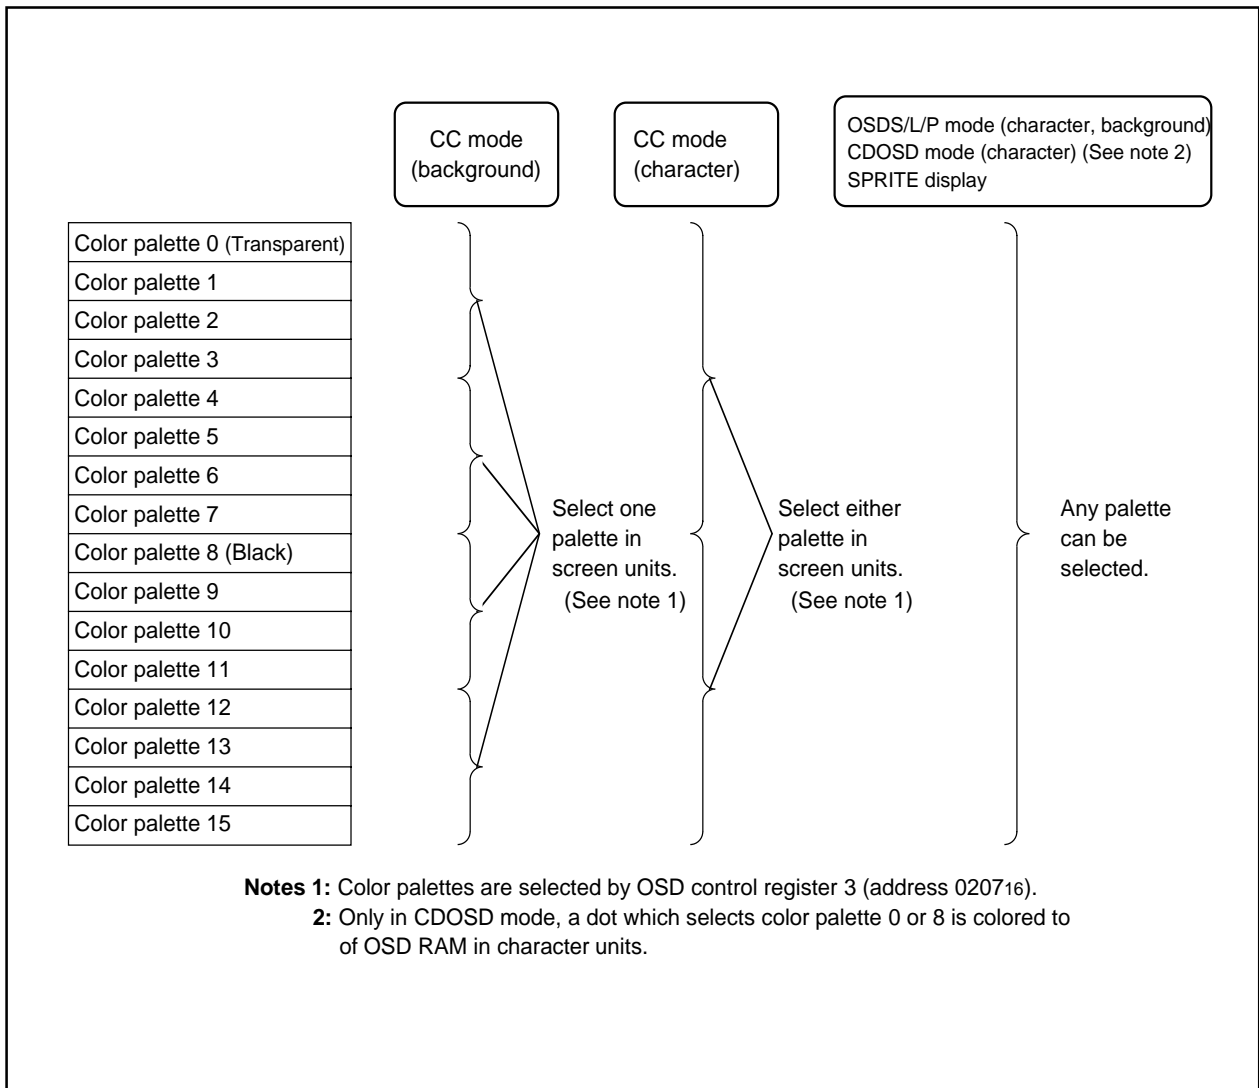 CC mode
(background)
CC mode
(character)
OSDS/L/P mode (character, background)
CDOSD mode (character) (See note 2)
SPRITE display
Color palette 0 (Transparent)
Color palette 1
Color palette 2
Color palette 3
Color palette 4
Color palette 5
Color palette 6
Color palette 7
Color palette 8 (Black)
Color palette 9
Color palette 10
Color palette 11
Color palette 12
Color palette 13
Color palette 14
Color palette 15
Select one
palette in
screen units.
(See note 1)
Select either
palette in
screen units.
(See note 1)
Any palette
can be
selected.
Notes 1: Color palettes are selected by OSD control register 3 (address 020716).
2: Only in CDOSD mode, a dot which selects color palette 0 or 8 is colored to
of OSD RAM in character units.